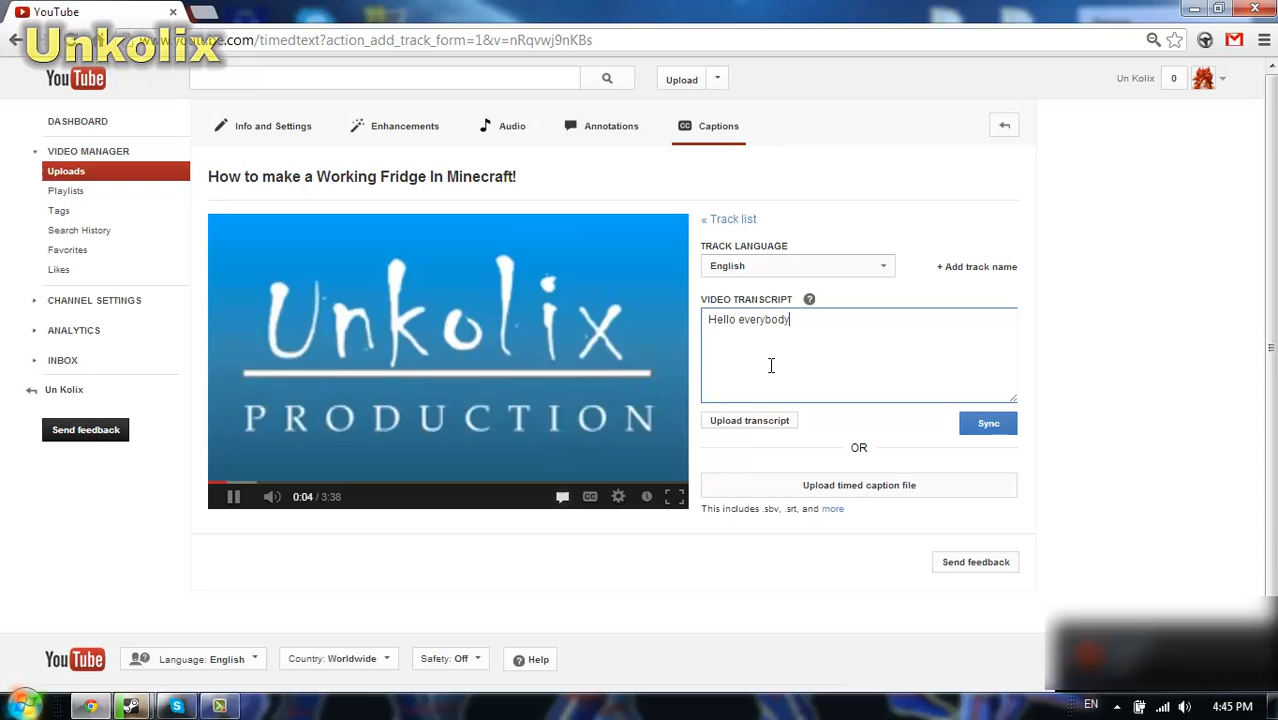 YouTube
Unkolix
www.youtube.com/timedtext?action_add_track_form=1&v=nRqvwj9nKBs
YouTube
Upload
Un Kolix
0
DASHBOARD
VIDEO MANAGER
Uploads
Playlists
Tags
Search History
Favorites
Likes
CHANNEL SETTINGS
ANALYTICS
INBOX
Un Kolix
Send feedback
Info and Settings
Enhancements
Audio
Annotations
CC Captions
How to make a Working Fridge In Minecraft!
Unkolix
PRODUCTION
0:04 / 3:38
CC
« Track list
TRACK LANGUAGE
English
+ Add track name
VIDEO TRANSCRIPT ?
Hello everybody
Upload transcript
Sync
OR
Upload timed caption file
This includes .sbv, .srt, and more
Send feedback
YouTube
Language: English
Country: Worldwide
Safety: Off
Help
EN
4:45 PM